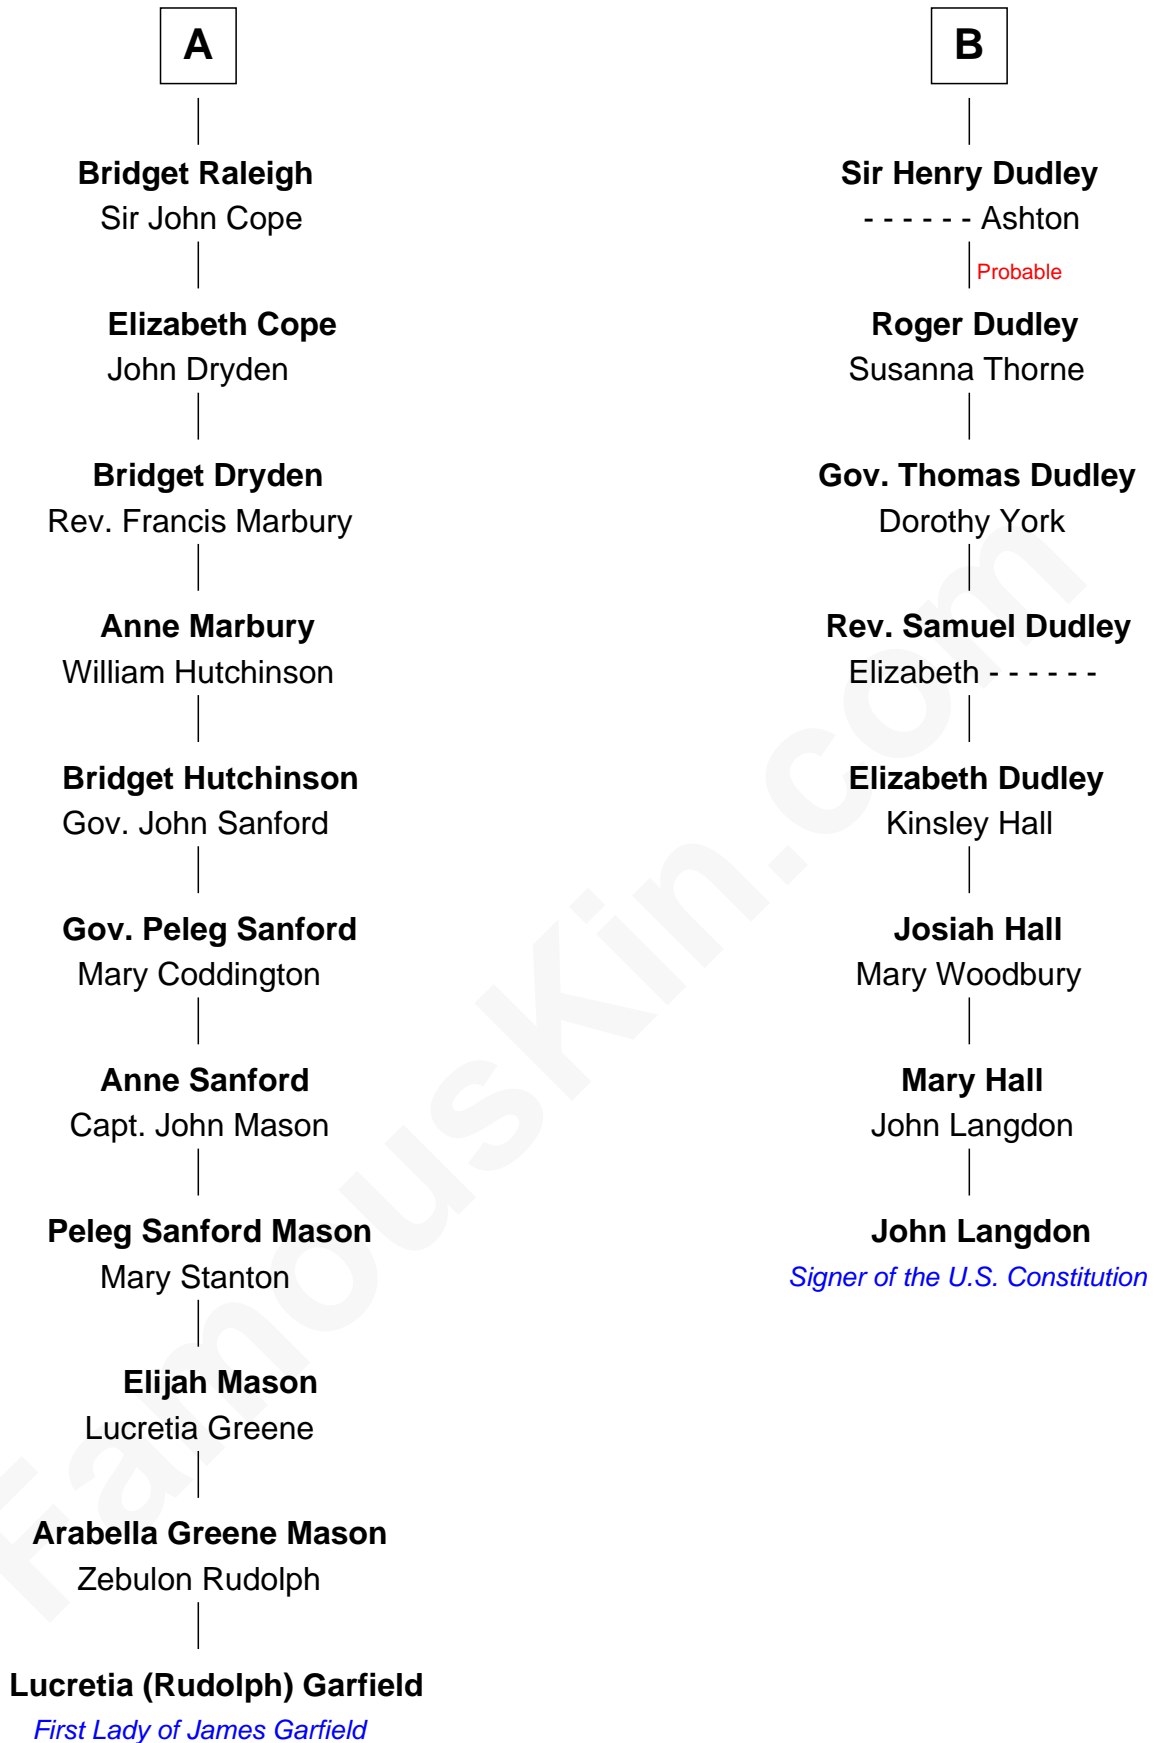 A
Bridget Raleigh
Sir John Cope
Elizabeth Cope
John Dryden
Bridget Dryden
Rev. Francis Marbury
Anne Marbury
William Hutchinson
Bridget Hutchinson
Gov. John Sanford
Gov. Peleg Sanford
Mary Coddington
Anne Sanford
Capt. John Mason
Peleg Sanford Mason
Mary Stanton
Elijah Mason
Lucretia Greene
Arabella Greene Mason
Zebulon Rudolph
Lucretia (Rudolph) Garfield
First Lady of James Garfield
B
Sir Henry Dudley
- - - - - - Ashton
Probable
Roger Dudley
Susanna Thorne
Gov. Thomas Dudley
Dorothy York
Rev. Samuel Dudley
Elizabeth - - - - - -
Elizabeth Dudley
Kinsley Hall
Josiah Hall
Mary Woodbury
Mary Hall
John Langdon
John Langdon
Signer of the U.S. Constitution
FamousKin.com